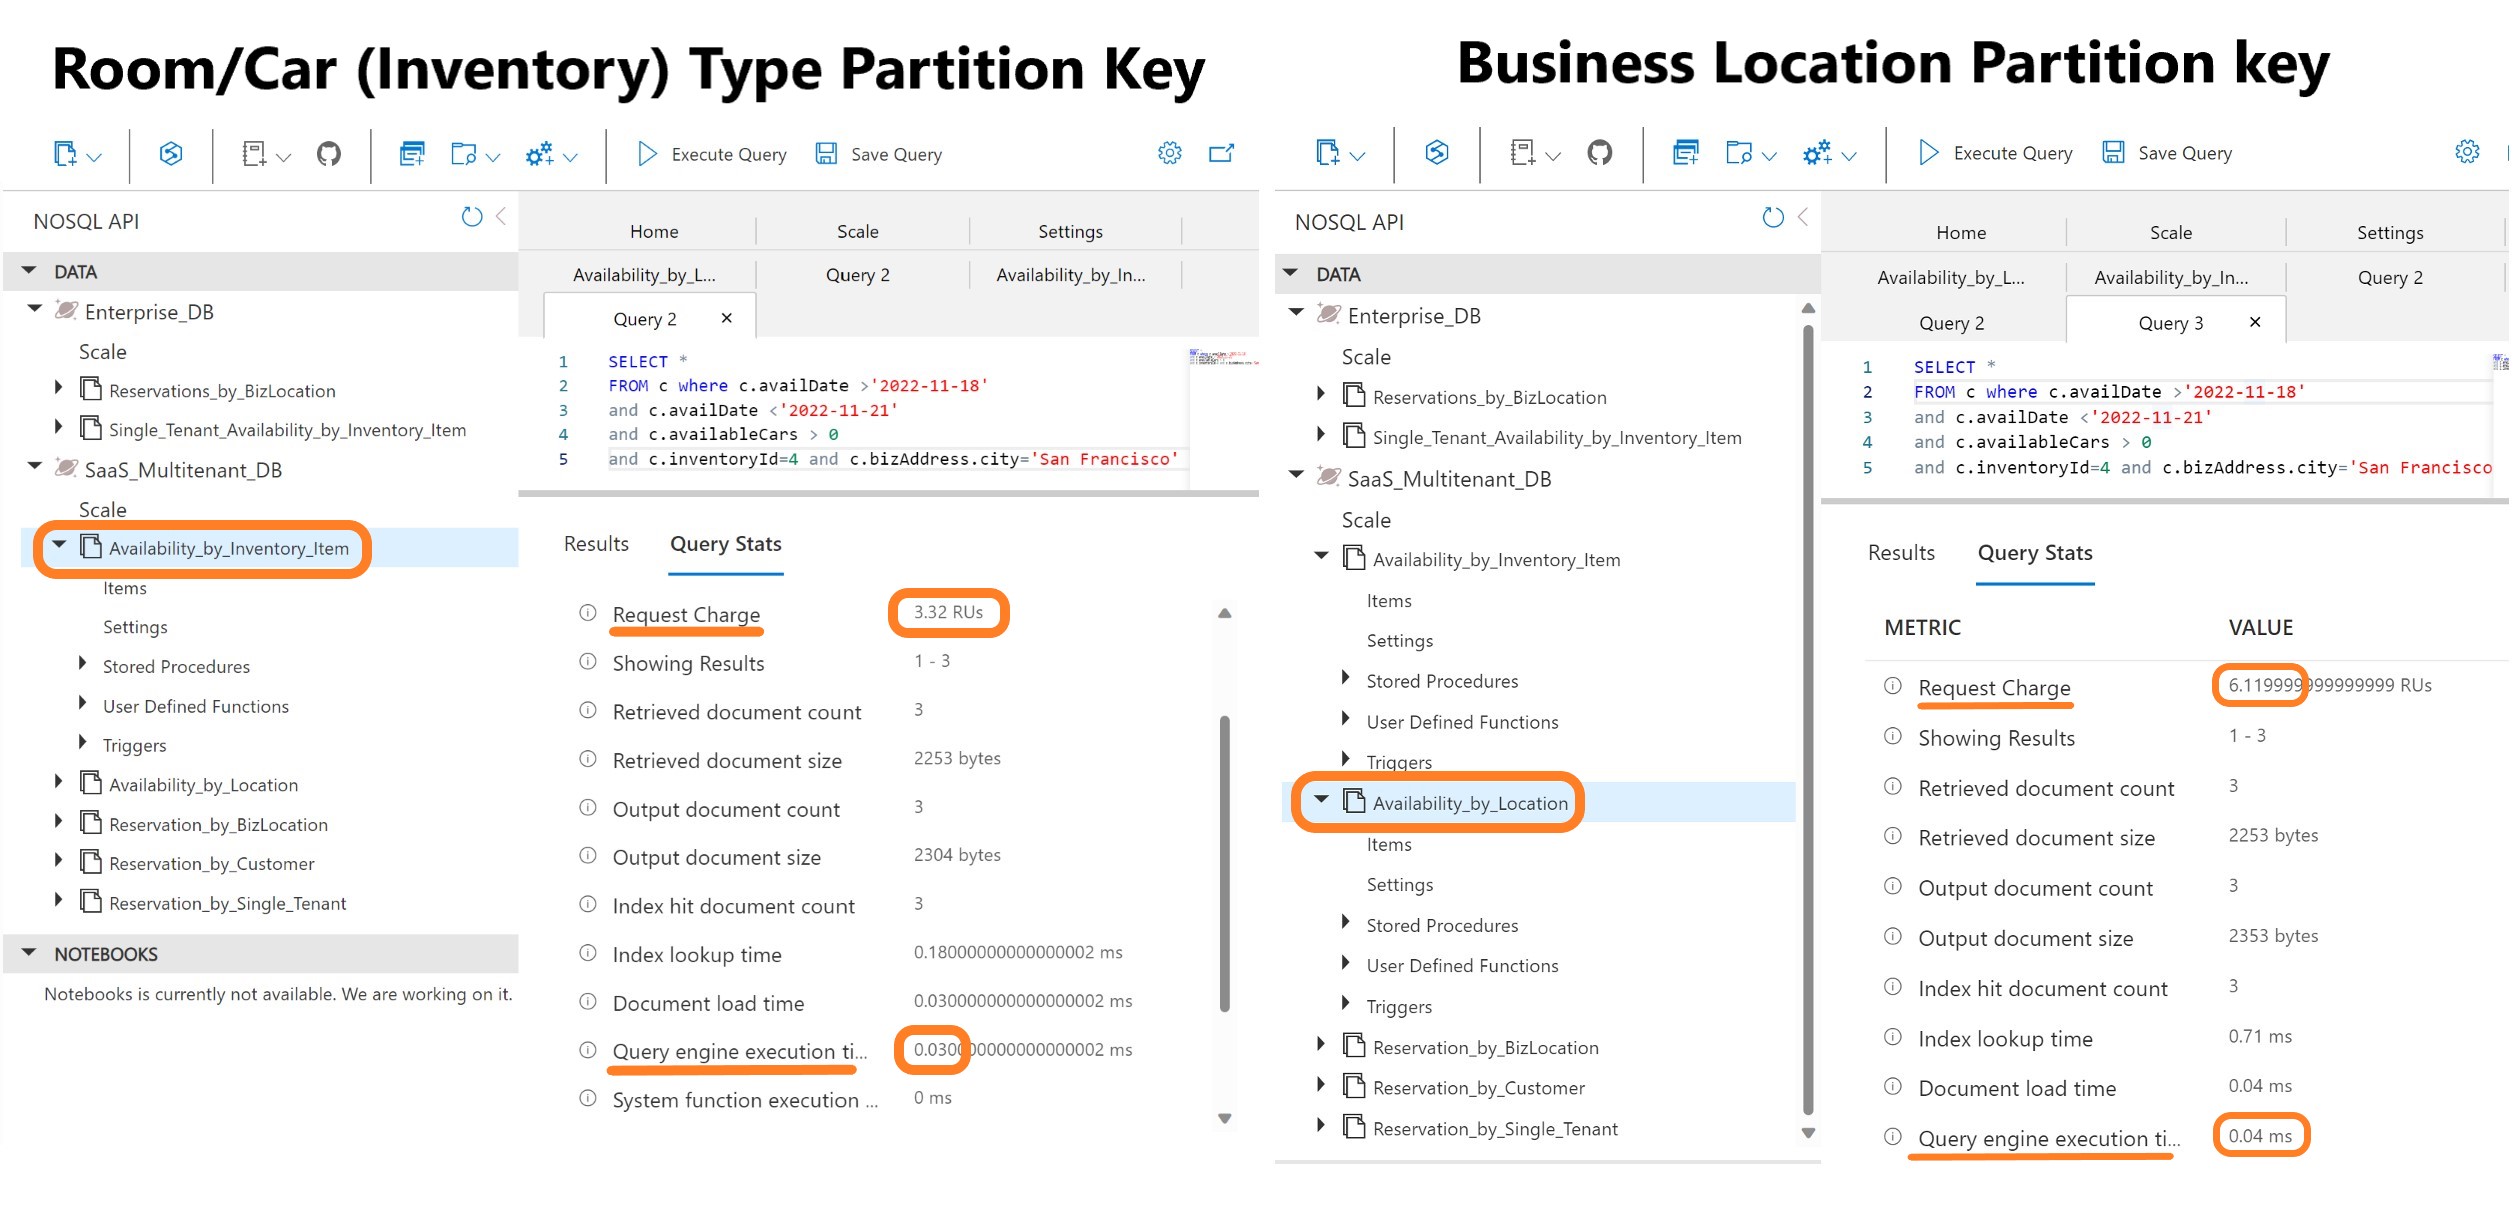 Room/Car (Inventory) Type Partition Key
Execute Query
Save Query
NOSQL API
DATA
Enterprise_DB
Scale
Reservations_by_BizLocation
Single_Tenant_Availability_by_Inventory_Item
SaaS_Multitenant_DB
Scale
Availability_by_Inventory_Item
Items
Settings
Stored Procedures
User Defined Functions
Triggers
Availability_by_Location
Reservation_by_BizLocation
Reservation_by_Customer
Reservation_by_Single_Tenant
NOTEBOOKS
Notebooks is currently not available. We are working on it.
Home Scale Settings
Availability_by_L... Query 2 Availability_by_In...
Query 2 ×
1 SELECT *
2 FROM c where c.availDate >'2022-11-18'
3 and c.availDate <'2022-11-21'
4 and c.availableCars > 0
5 and c.inventoryId=4 and c.bizAddress.city='San Francisco'
Results Query Stats
Request Charge 3.32 RUs
Showing Results 1 - 3
Retrieved document count 3
Retrieved document size 2253 bytes
Output document count 3
Output document size 2304 bytes
Index hit document count 3
Index lookup time 0.18000000000000002 ms
Document load time 0.030000000000000002 ms
Query engine execution ti... 0.030000000000000002 ms
System function execution ... 0 ms
Business Location Partition key
Execute Query
Save Query
NOSQL API
DATA
Enterprise_DB
Scale
Reservations_by_BizLocation
Single_Tenant_Availability_by_Inventory_Item
SaaS_Multitenant_DB
Scale
Availability_by_Inventory_Item
Items
Settings
Stored Procedures
User Defined Functions
Triggers
Availability_by_Location
Items
Settings
Stored Procedures
User Defined Functions
Triggers
Reservation_by_BizLocation
Reservation_by_Customer
Reservation_by_Single_Tenant
Home Scale Settings
Availability_by_L... Availability_by_In... Query 2
Query 2 Query 3 ×
1 SELECT *
2 FROM c where c.availDate >'2022-11-18'
3 and c.availDate <'2022-11-21'
4 and c.availableCars > 0
5 and c.inventoryId=4 and c.bizAddress.city='San Francisco
Results Query Stats
METRIC VALUE
Request Charge 6.119999999999999 RUs
Showing Results 1 - 3
Retrieved document count 3
Retrieved document size 2253 bytes
Output document count 3
Output document size 2353 bytes
Index hit document count 3
Index lookup time 0.71 ms
Document load time 0.04 ms
Query engine execution ti... 0.04 ms